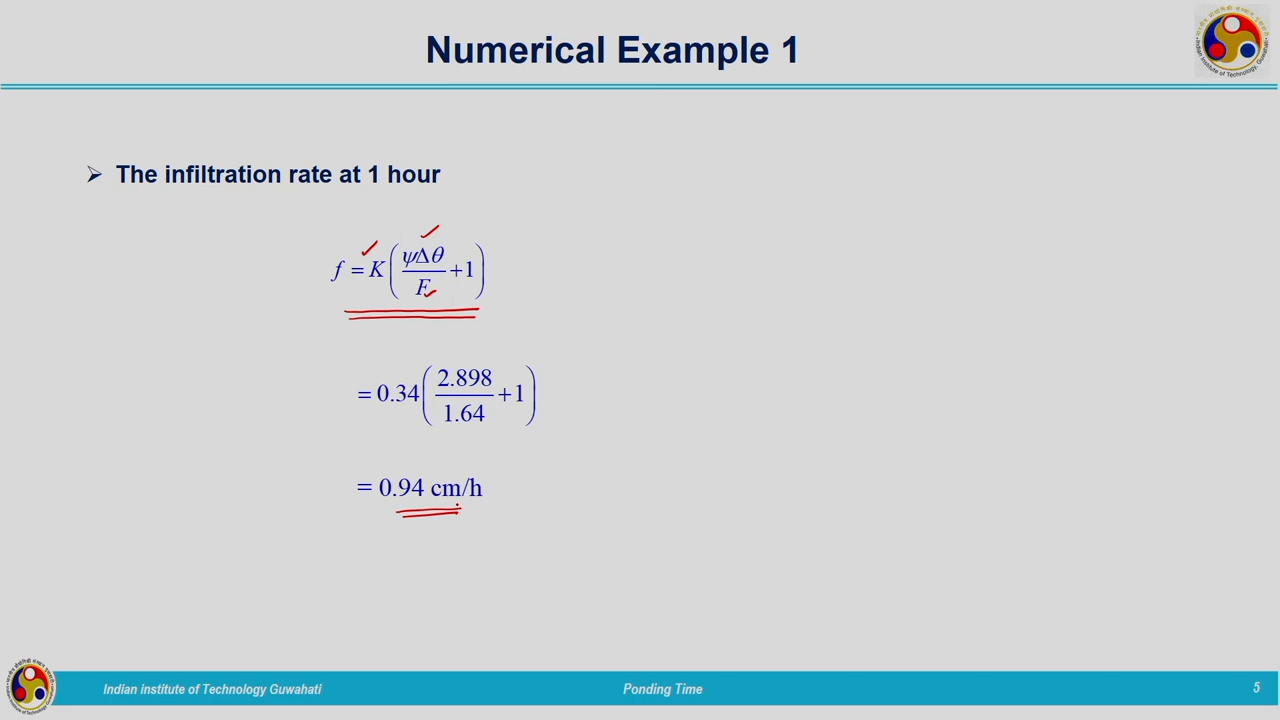 Numerical Example 1
➢ The infiltration rate at 1 hour
f = K(ψΔθ/F + 1)
= 0.34(2.898/1.64 + 1)
= 0.94 cm/h
Indian institute of Technology Guwahati
Ponding Time
5